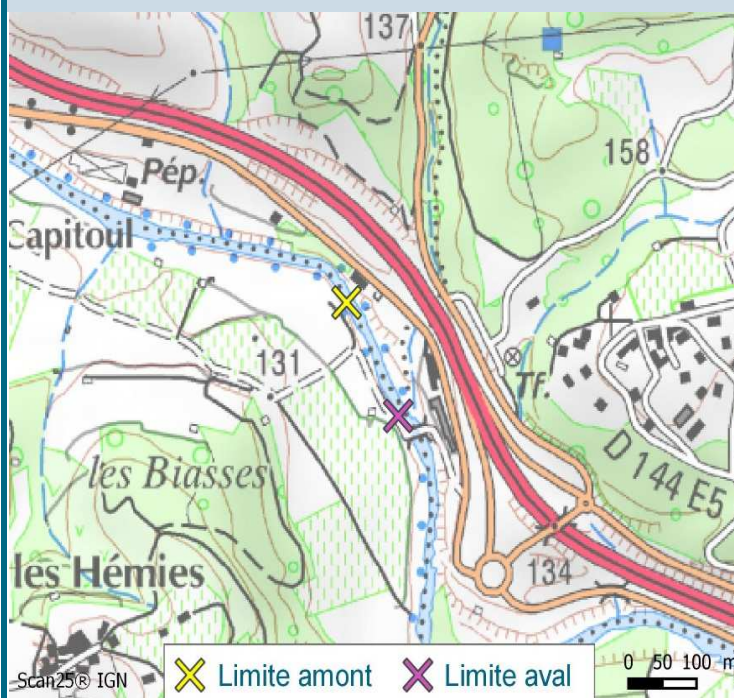 137
158
Pép.
Capitoul
131
Tf.
les Biasses
D 144 E5
les Hémies
134
Scan25® IGN
Limite amont
Limite aval
0 50 100 m